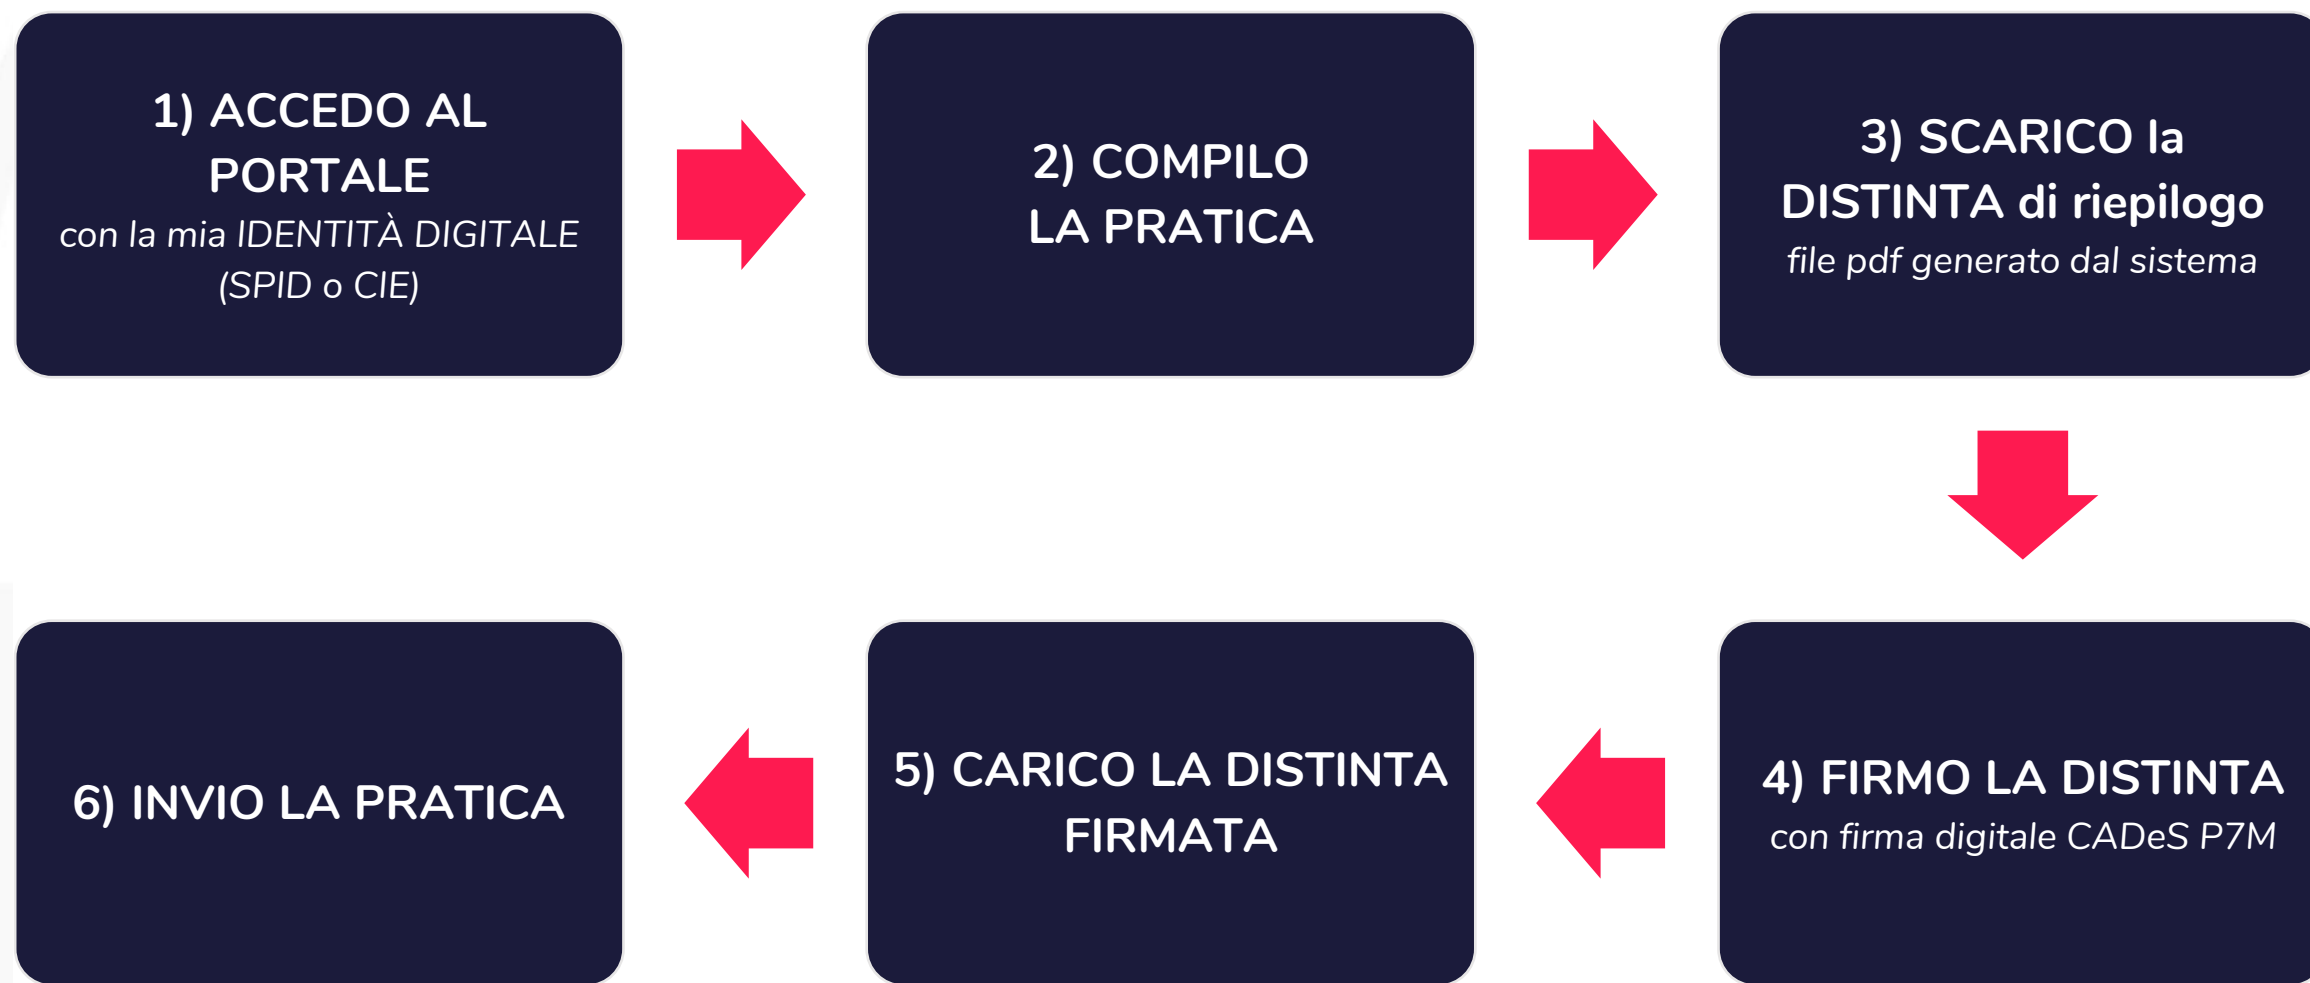 1) ACCEDO AL
PORTALE
con la mia IDENTITÀ DIGITALE
(SPID o CIE)
2) COMPILO
LA PRATICA
3) SCARICO la
DISTINTA di riepilogo
file pdf generato dal sistema
4) FIRMO LA DISTINTA
con firma digitale CADeS P7M
5) CARICO LA DISTINTA
FIRMATA
6) INVIO LA PRATICA